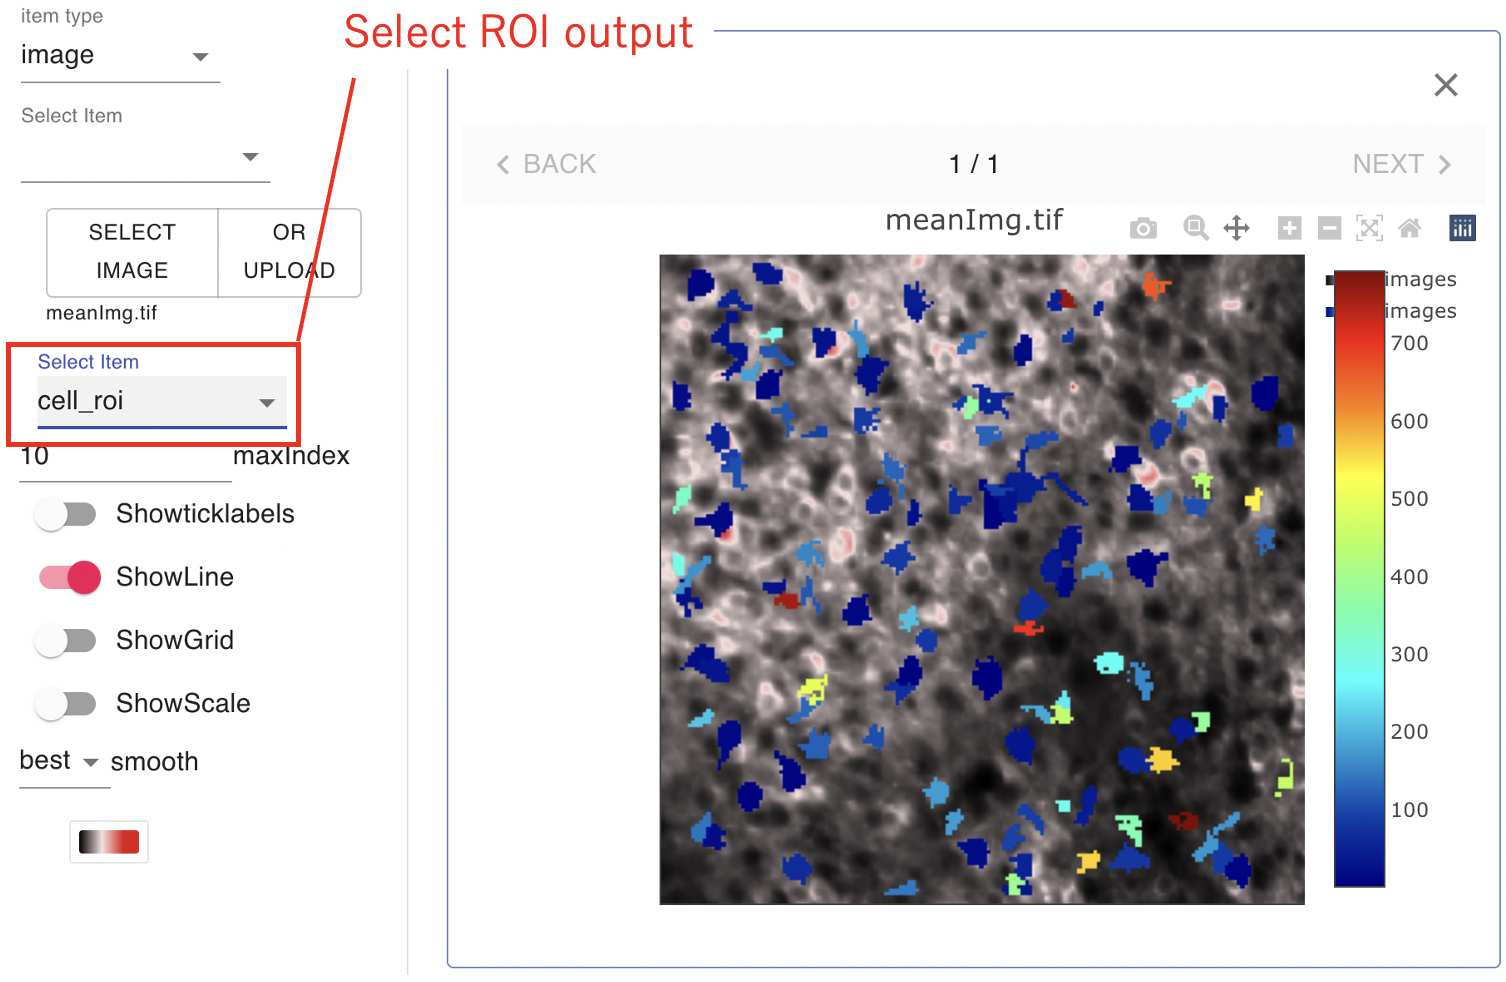 item type
image
Select Item
SELECT IMAGE
OR UPLOAD
meanImg.tif
Select Item
cell_roi
10 maxIndex
Showticklabels
ShowLine
ShowGrid
ShowScale
best smooth
Select ROI output
BACK 1 / 1 NEXT
meanImg.tif
images
images
700
600
500
400
300
200
100